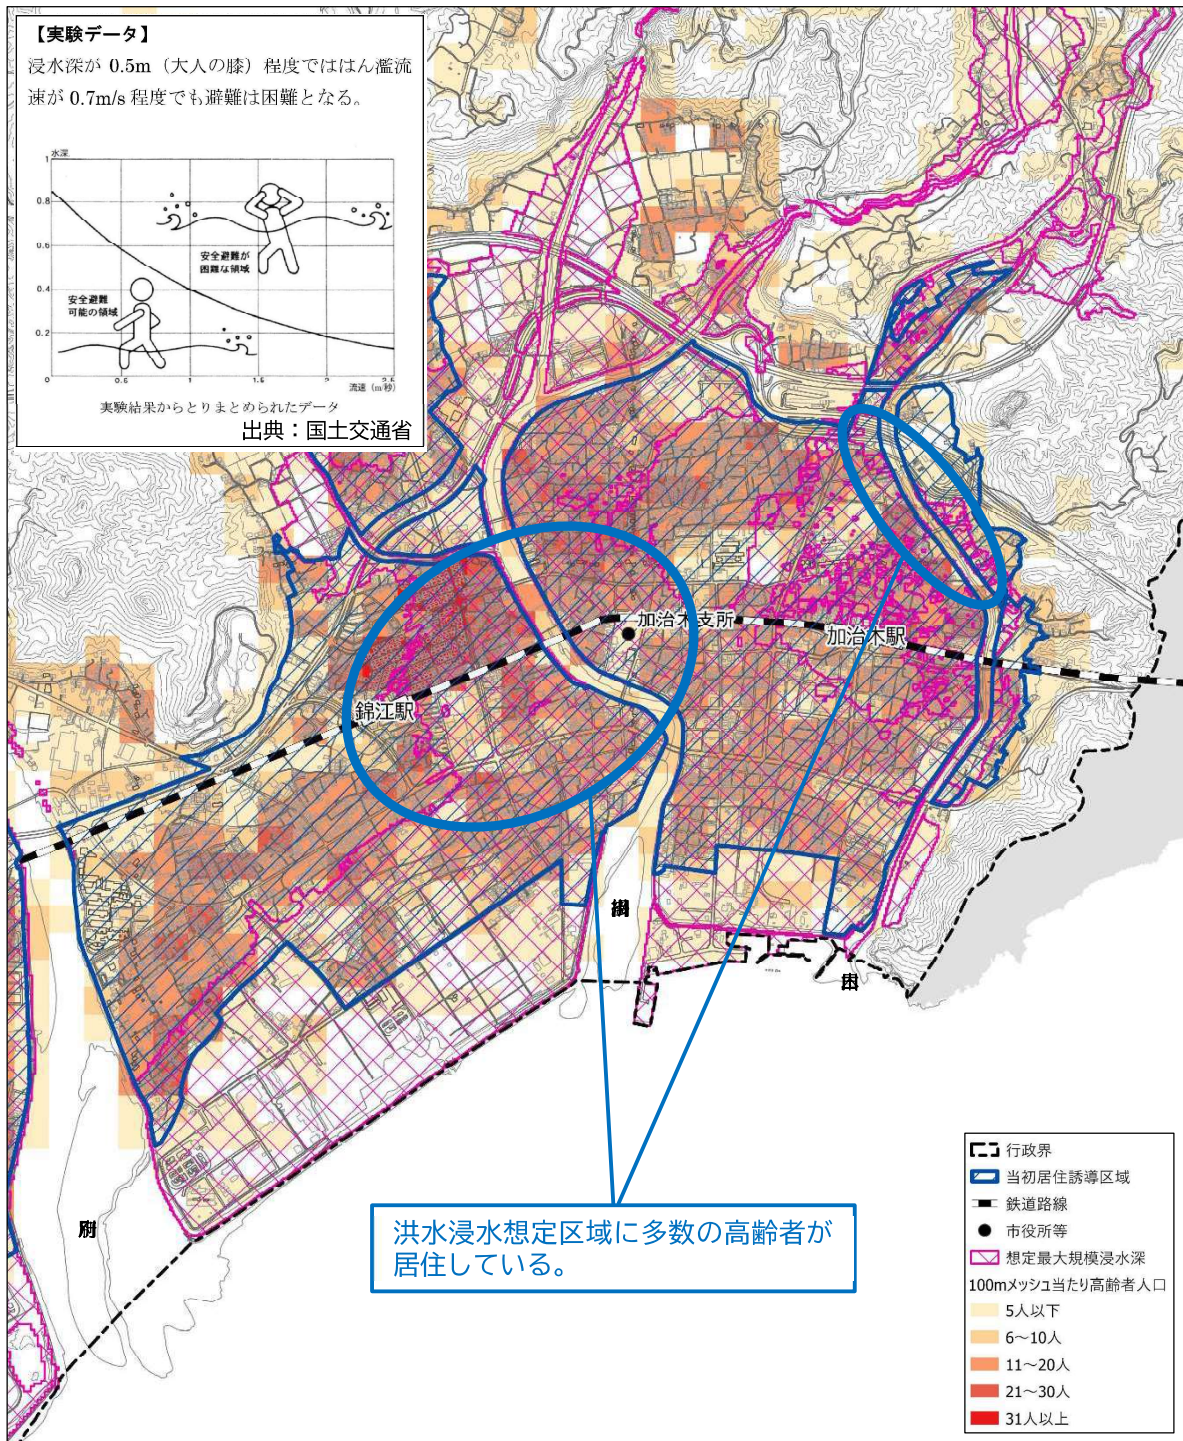 【実験データ】
浸水深が 0.5m（大人の膝）程度でははん濫流
速が 0.7m/s 程度でも避難は困難となる。
水深
1
0.8
0.6
0.4
0.2
0
0.5
1
1.5
2
2.5
流速（m/秒）
安全避難が
困難な領域
安全避難
可能の領域
実験結果からとりまとめられたデータ
出典：国土交通省
加治木支所
加治木駅
錦江駅
洪水浸水想定区域に多数の高齢者が
居住している。
行政界
当初居住誘導区域
鉄道路線
市役所等
想定最大規模浸水深
100mメッシュ当たり高齢者人口
5人以下
6～10人
11～20人
21～30人
31人以上